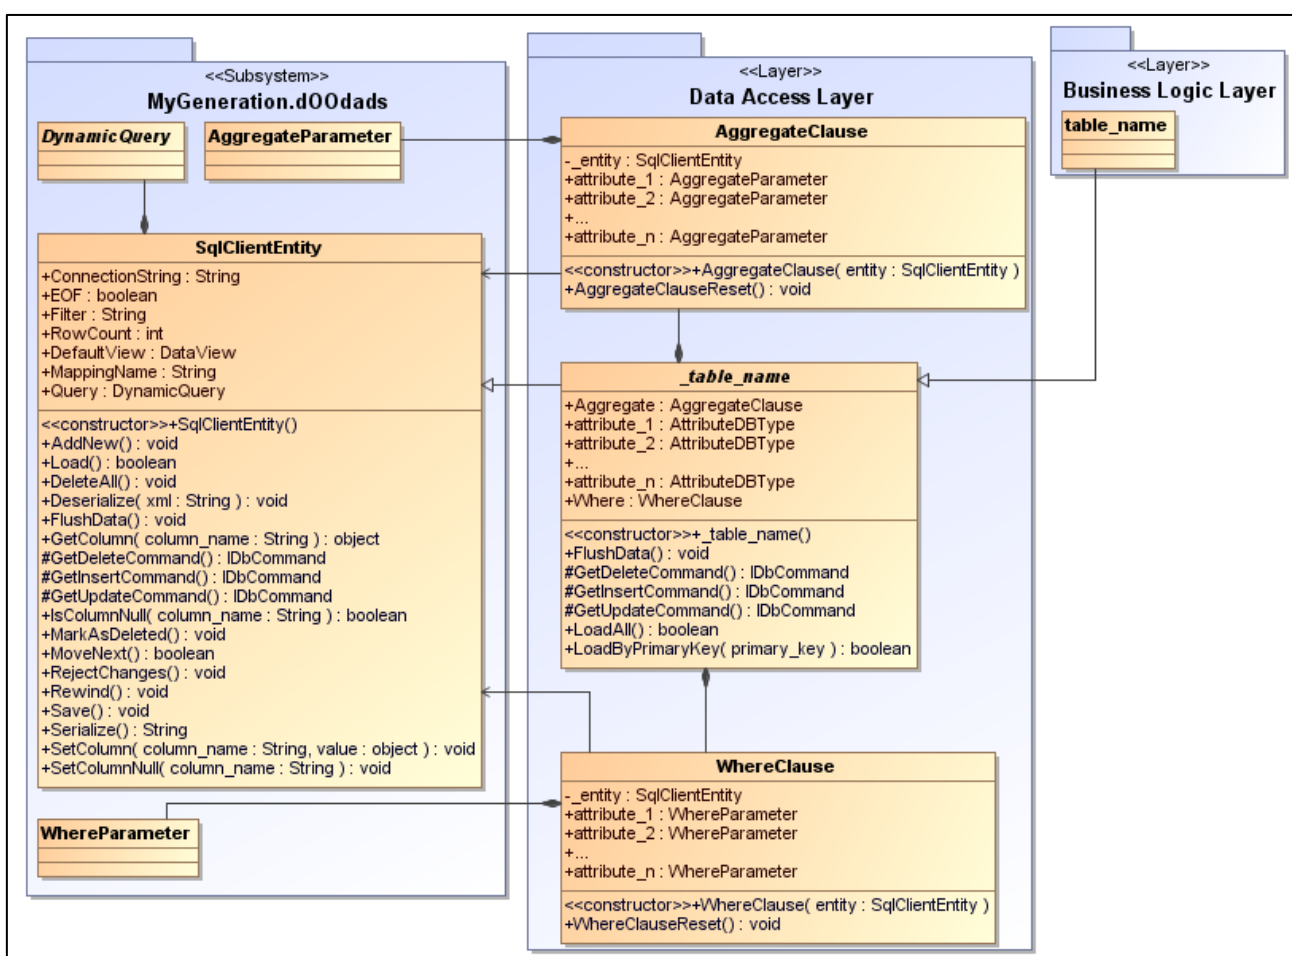 <<Subsystem>>
MyGeneration.dOOdads
DynamicQuery
AggregateParameter
SqlClientEntity
+ConnectionString : String
+EOF : boolean
+Filter : String
+RowCount : int
+DefaultView : DataView
+MappingName : String
+Query : DynamicQuery
<<constructor>>+SqlClientEntity()
+AddNew() : void
+Load() : boolean
+DeleteAll() : void
+Deserialize( xml : String ) : void
+FlushData() : void
+GetColumn( column_name : String ) : object
#GetDeleteCommand() : IDbCommand
#GetInsertCommand() : IDbCommand
#GetUpdateCommand() : IDbCommand
+IsColumnNull( column_name : String ) : boolean
+MarkAsDeleted() : void
+MoveNext() : boolean
+RejectChanges() : void
+Rewind() : void
+Save() : void
+Serialize() : String
+SetColumn( column_name : String, value : object ) : void
+SetColumnNull( column_name : String ) : void
WhereParameter
<<Layer>>
Data Access Layer
AggregateClause
-_entity : SqlClientEntity
+attribute_1 : AggregateParameter
+attribute_2 : AggregateParameter
+...
+attribute_n : AggregateParameter
<<constructor>>+AggregateClause( entity : SqlClientEntity )
+AggregateClauseReset() : void
_table_name
+Aggregate : AggregateClause
+attribute_1 : AttributeDBType
+attribute_2 : AttributeDBType
+...
+attribute_n : AttributeDBType
+Where : WhereClause
<<constructor>>+_table_name()
+FlushData() : void
#GetDeleteCommand() : IDbCommand
#GetInsertCommand() : IDbCommand
#GetUpdateCommand() : IDbCommand
+LoadAll() : boolean
+LoadByPrimaryKey( primary_key ) : boolean
WhereClause
-_entity : SqlClientEntity
+attribute_1 : WhereParameter
+attribute_2 : WhereParameter
+...
+attribute_n : WhereParameter
<<constructor>>+WhereClause( entity : SqlClientEntity )
+WhereClauseReset() : void
<<Layer>>
Business Logic Layer
table_name